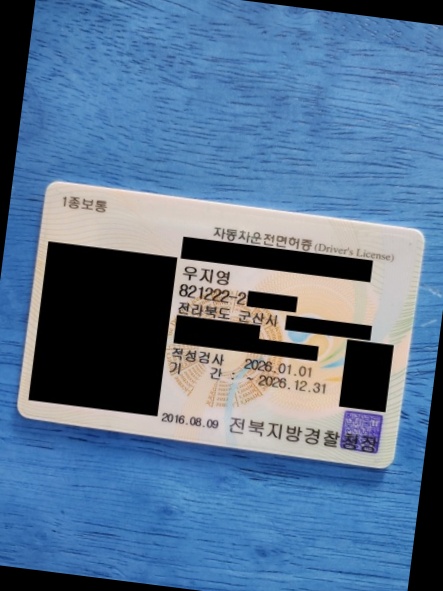 1종보통
자동차운전면허증 (Driver's License)
우지영
821222-2
전라북도 군산시
적성검사 2026.01.01
기 간 : ~ 2026.12.31
2016.08.09 전북지방경찰청장